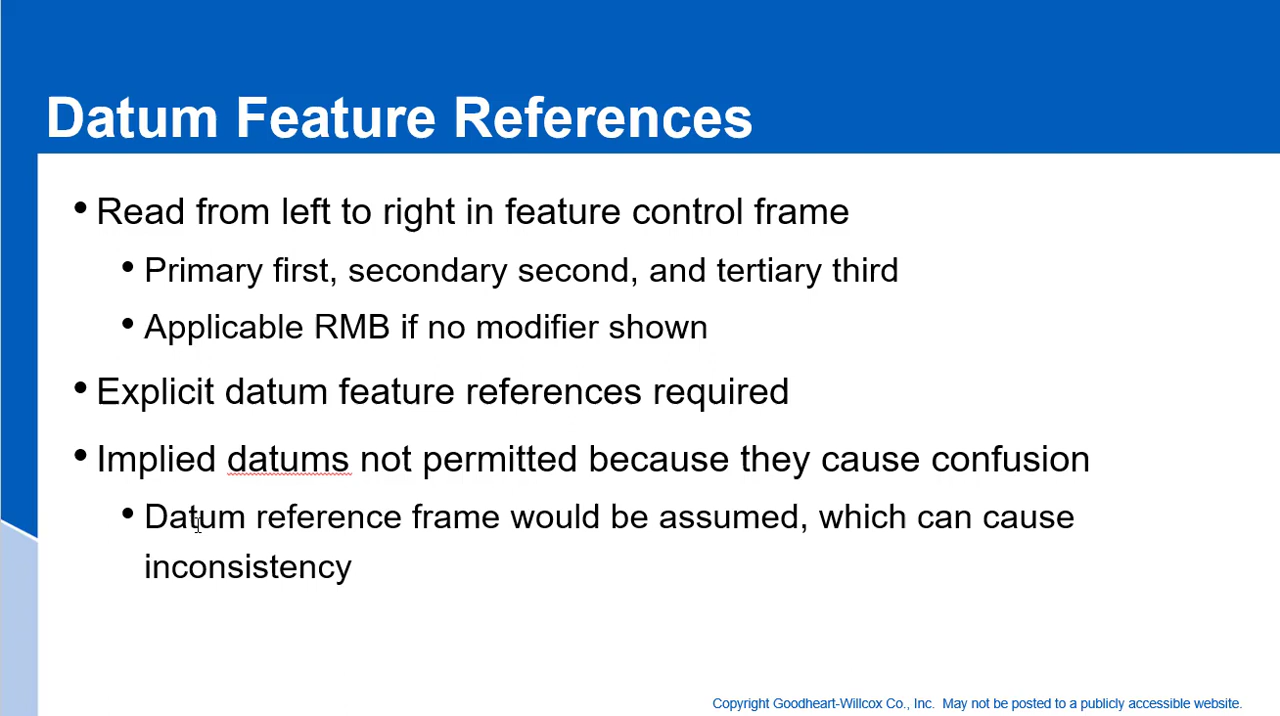 Datum Feature References
• Read from left to right in feature control frame
• Primary first, secondary second, and tertiary third
• Applicable RMB if no modifier shown
• Explicit datum feature references required
• Implied datums not permitted because they cause confusion
• Datum reference frame would be assumed, which can cause
inconsistency
Copyright Goodheart-Willcox Co., Inc. May not be posted to a publicly accessible website.